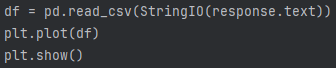 df = pd.read_csv(StringIO(response.text))
plt.plot(df)
plt.show()